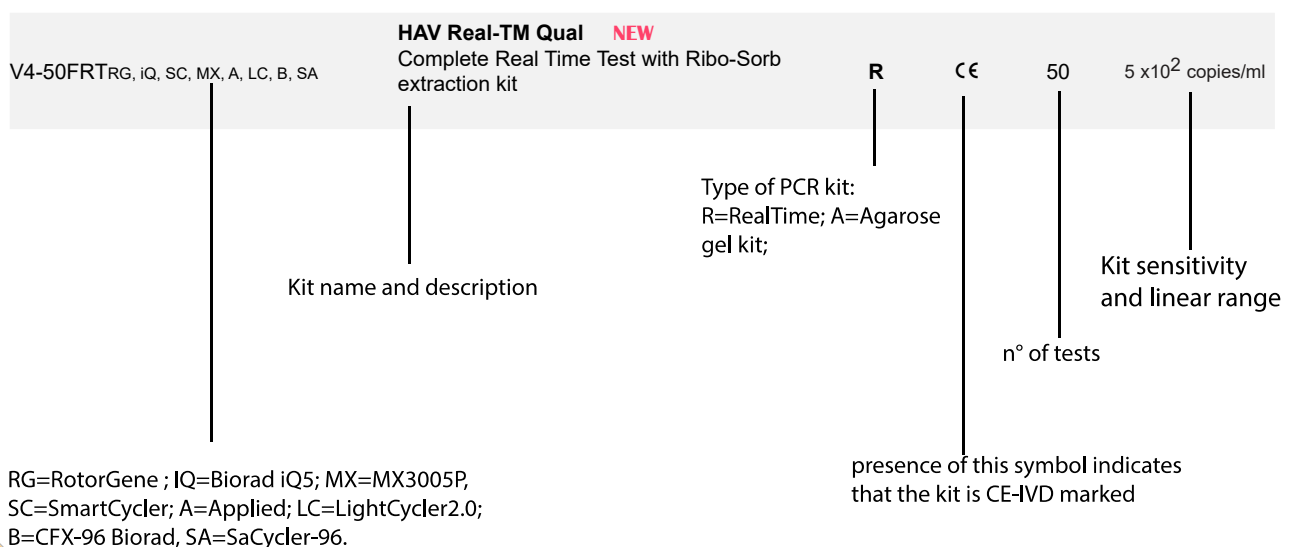 HAV Real-TM Qual NEW
Complete Real Time Test with Ribo-Sorb
extraction kit
V4-50FRTRG, iQ, SC, MX, A, LC, B, SA
R CE 50 5 x10² copies/ml
Type of PCR kit:
R=RealTime; A=Agarose
gel kit;
Kit name and description
Kit sensitivity
and linear range
n° of tests
presence of this symbol indicates
that the kit is CE-IVD marked
RG=RotorGene ; IQ=Biorad iQ5; MX=MX3005P,
SC=SmartCycler; A=Applied; LC=LightCycler2.0;
B=CFX-96 Biorad, SA=SaCycler-96.